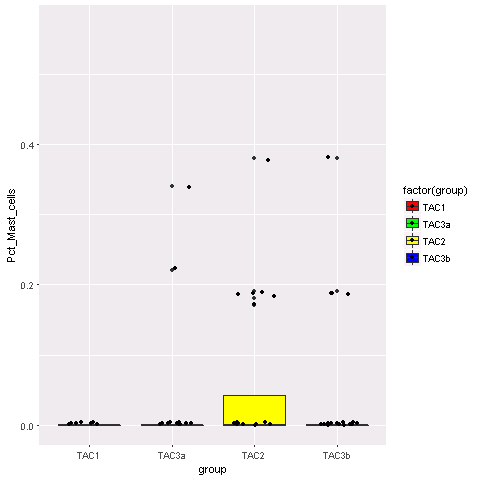 Pct_Mast_cells
0.4
0.2
0.0
TAC1 TAC3a TAC2 TAC3b
group
factor(group)
TAC1
TAC3a
TAC2
TAC3b